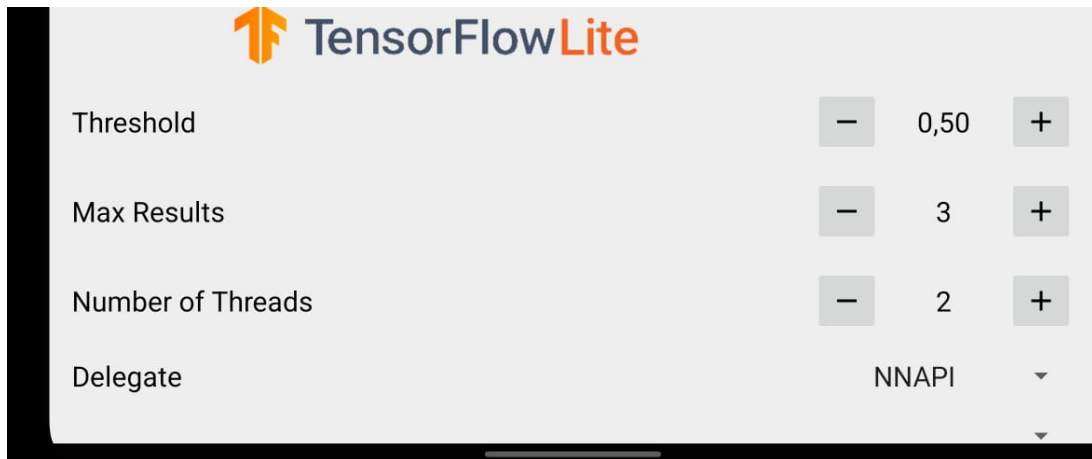 TensorFlowLite
Threshold − 0,50 +
Max Results − 3 +
Number of Threads − 2 +
Delegate NNAPI